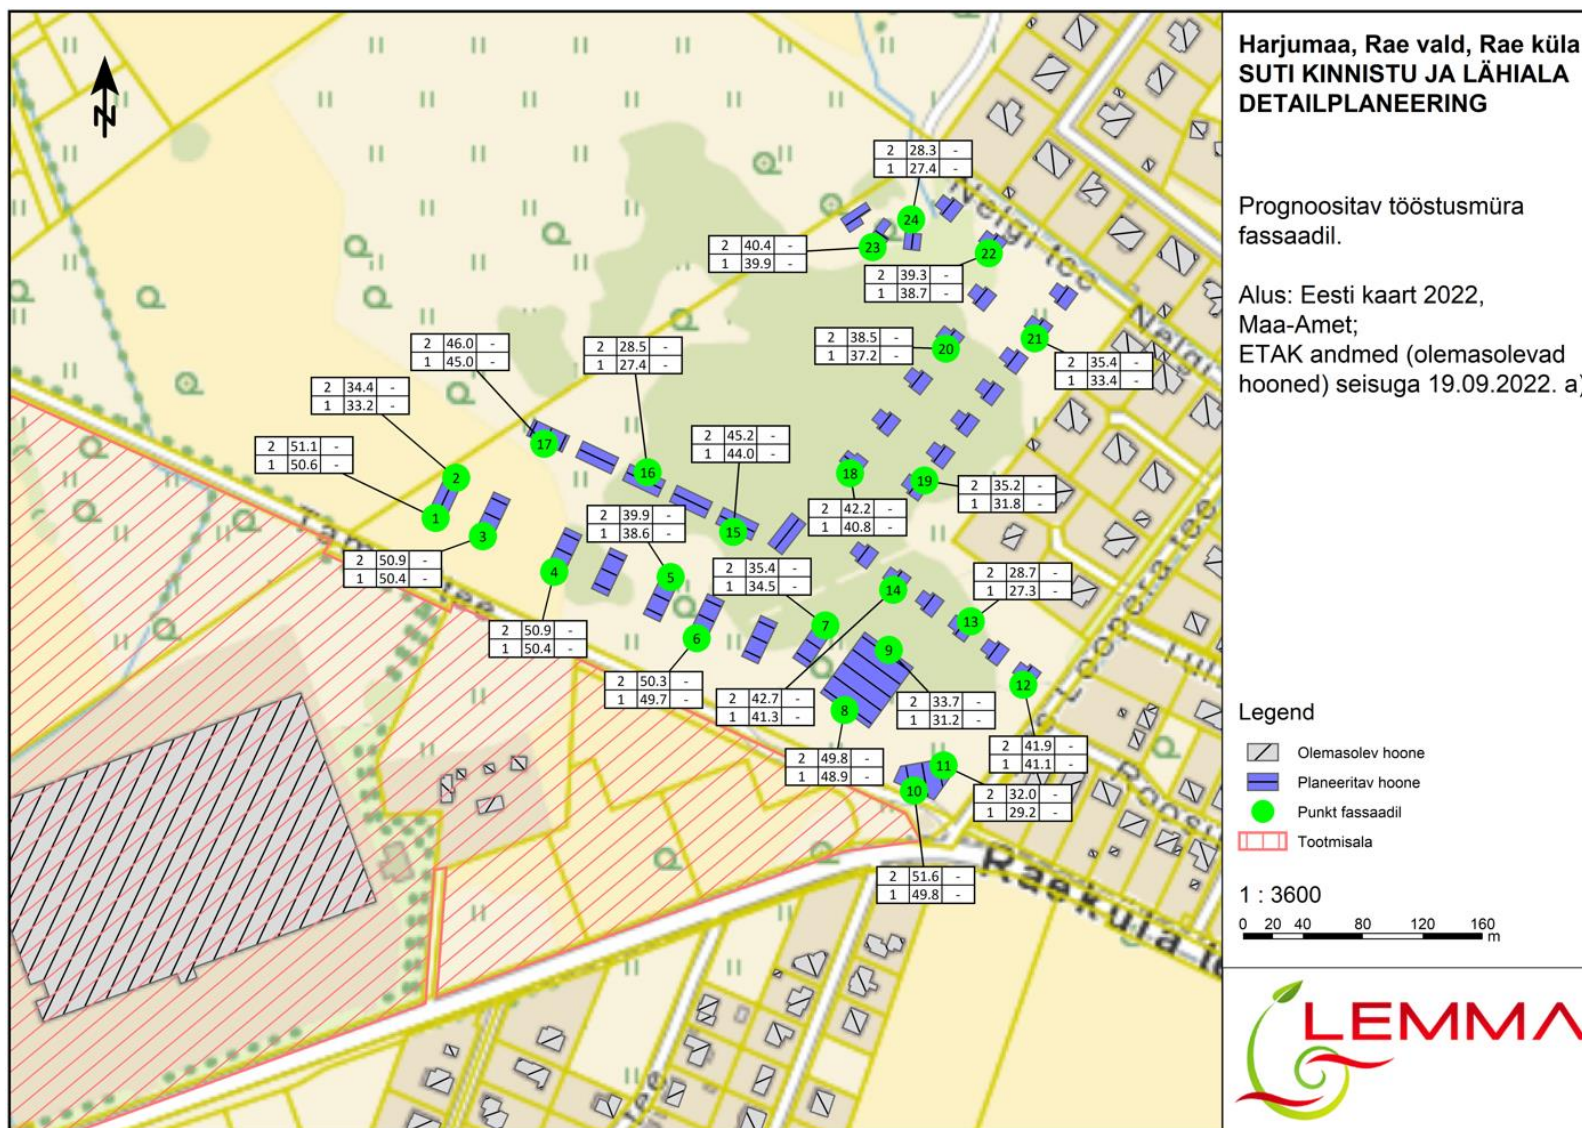 Harjumaa, Rae vald, Rae küla
SUTI KINNISTU JA LÄHIALA
DETAILPLANEERING
Prognoositav tööstusmüra
fassaadil.
Alus: Eesti kaart 2022,
Maa-Amet;
ETAK andmed (olemasolevad
hooned) seisuga 19.09.2022. a)
N
2 28.3 -
1 27.4 -
24
2 40.4 -
1 39.9 -
23
2 39.3 -
1 38.7 -
22
Nelgi tee
Nelgi
2 46.0 -
1 45.0 -
17
2 28.5 -
1 27.4 -
16
2 38.5 -
1 37.2 -
20
21
2 35.4 -
1 33.4 -
2 34.4 -
1 33.2 -
2
2 51.1 -
1 50.6 -
1
2 45.2 -
1 44.0 -
15
18
2 42.2 -
1 40.8 -
19
2 35.2 -
1 31.8 -
3
2 50.9 -
1 50.4 -
2 39.9 -
1 38.6 -
5
4
2 50.9 -
1 50.4 -
2 35.4 -
1 34.5 -
7
14
2 42.7 -
1 41.3 -
2 28.7 -
1 27.3 -
13
6
2 50.3 -
1 49.7 -
9
2 33.7 -
1 31.2 -
8
2 49.8 -
1 48.9 -
12
2 41.9 -
1 41.1 -
11
2 32.0 -
1 29.2 -
10
2 51.6 -
1 49.8 -
tee
Loopera tee
Raeküla te
tee
Legend
Olemasolev hoone
Planeeritav hoone
Punkt fassaadil
Tootmisala
1 : 3600
0 20 40 80 120 160
m
LEMMA